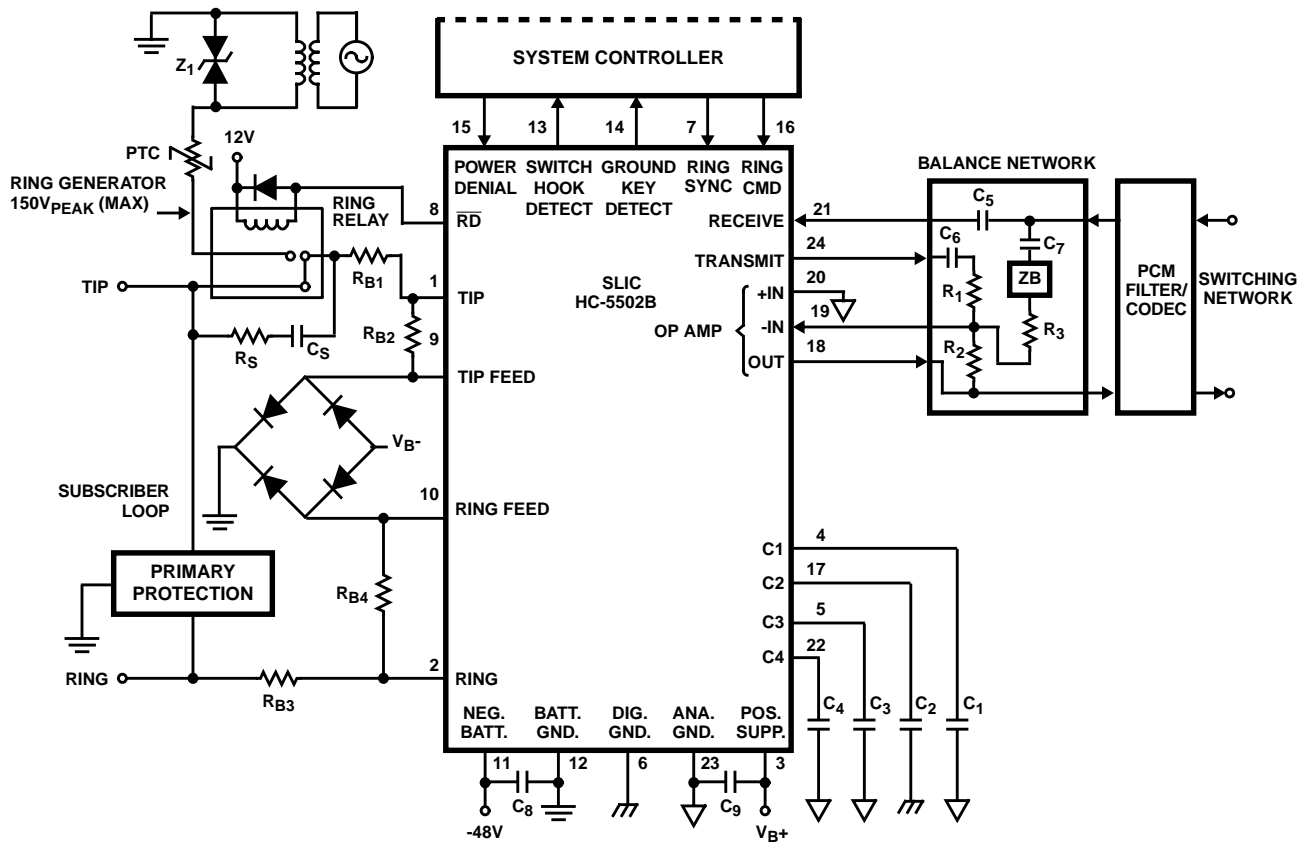 SYSTEM CONTROLLER
Z1
PTC
12V
RING GENERATOR
150VPEAK (MAX)
RING
RELAY
15
13
14
7
16
POWER
DENIAL
SWITCH
HOOK
DETECT
GROUND
KEY
DETECT
RING
SYNC
RING
CMD
BALANCE NETWORK
8
RD
RECEIVE
21
C5
C6
C7
TRANSMIT
24
ZB
PCM
FILTER/
CODEC
SWITCHING
NETWORK
RB1
1
TIP
TIP
SLIC
HC-5502B
+IN
20
R1
OP AMP
-IN
19
R3
RB2
9
RS
CS
OUT
18
R2
TIP FEED
VB-
SUBSCRIBER
LOOP
10
RING FEED
PRIMARY
PROTECTION
RB4
C1
4
C2
17
C3
5
C4
22
RING
RB3
2
RING
C4
C3
C2
C1
NEG.
BATT.
BATT.
GND.
DIG.
GND.
ANA.
GND.
POS.
SUPP.
11
12
6
23
3
C8
C9
-48V
VB+